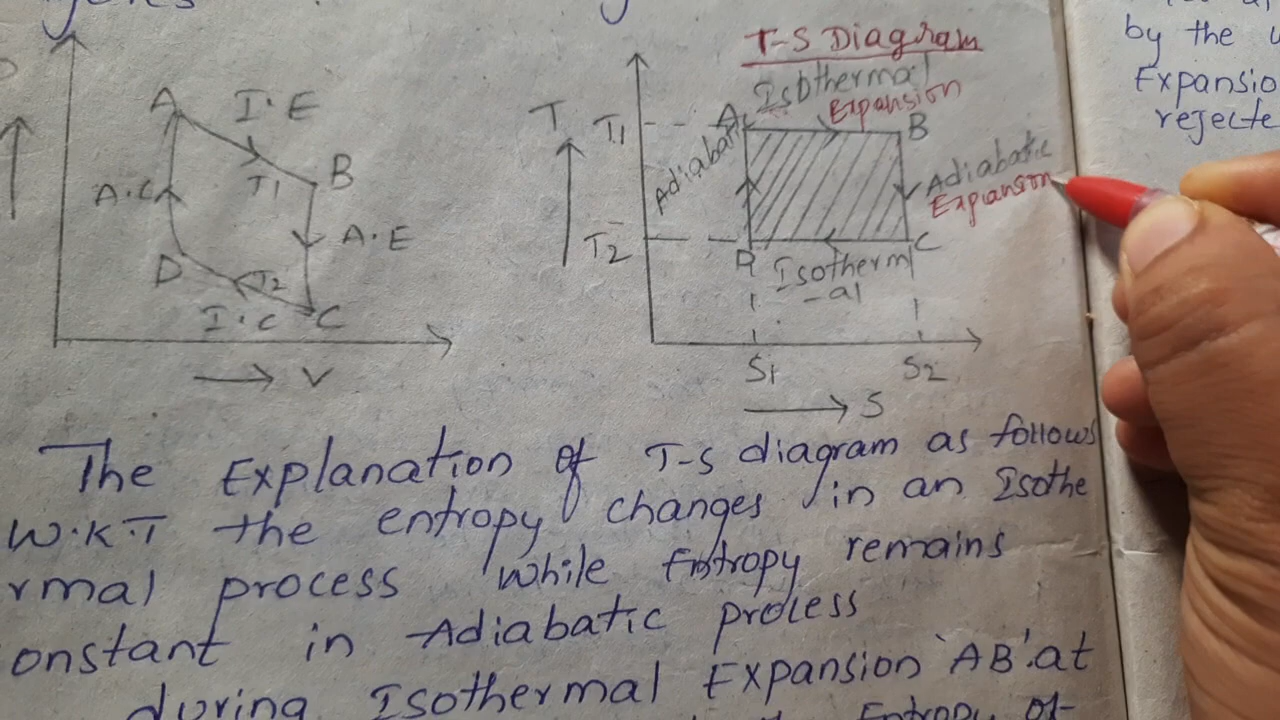 T-S Diagram
Isothermal
Expansion
A
I.E
B
T1
A.C
A.E
D
T2
I.C
C
V
T
T1
A
B
Adiabatic
Adiabatic
Expansion
T2
C
Isotherm
-al
S1
S2
S
The Explanation of T-S diagram as follows
W.K.T the entropy changes in an Isothe
rmal process while Entropy remains
onstant in Adiabatic process
during Isothermal Expansion 'AB' at
Entropy of
by the
Expansio
rejecte